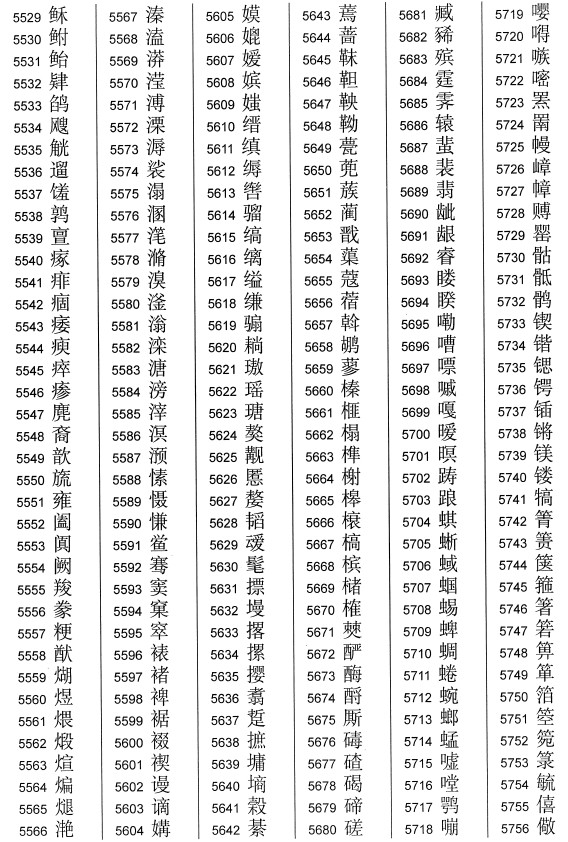 5529 稣
5530 鲋
5531 鲐
5532 肄
5533 鹆
5534 飕
5535 觥
5536 遛
5537 馐
5538 鹑
5539 亶
5540 瘃
5541 痱
5542 痼
5543 痿
5544 瘐
5545 瘁
5546 瘆
5547 麂
5548 裔
5549 歆
5550 旒
5551 雍
5552 阖
5553 阗
5554 阙
5555 羧
5556 豢
5557 粳
5558 猷
5559 煳
5560 煜
5561 煨
5562 煅
5563 煊
5564 煸
5565 煺
5566 滟
5567 溱
5568 溘
5569 漭
5570 滢
5571 溥
5572 溧
5573 溽
5574 裟
5575 溻
5576 溷
5577 滗
5578 滫
5579 溴
5580 滏
5581 滃
5582 滦
5583 溏
5584 滂
5585 滓
5586 溟
5587 滪
5588 愫
5589 慑
5590 慊
5591 鲎
5592 骞
5593 窦
5594 窠
5595 窣
5596 裱
5597 褚
5598 裨
5599 裾
5600 裰
5601 禊
5602 谩
5603 谪
5604 媾
5605 嫫
5606 媲
5607 嫒
5608 嫔
5609 媸
5610 缙
5611 缜
5612 缛
5613 辔
5614 骝
5615 缟
5616 缡
5617 缢
5618 缣
5619 骟
5620 耥
5621 璈
5622 瑶
5623 瑭
5624 獒
5625 觏
5626 慝
5627 嫠
5628 韬
5629 叆
5630 髦
5631 摽
5632 墁
5633 撂
5634 摞
5635 撄
5636 翥
5637 踅
5638 摭
5639 墉
5640 墒
5641 榖
5642 綦
5643 蔫
5644 蔷
5645 靺
5646 靼
5647 鞅
5648 靿
5649 甍
5650 蔸
5651 蔟
5652 蔺
5653 戬
5654 蕖
5655 蔻
5656 蓿
5657 斡
5658 鹕
5659 蓼
5660 榛
5661 榧
5662 榻
5663 榫
5664 榭
5665 槔
5666 榱
5667 槁
5668 槟
5669 槠
5670 榷
5671 僰
5672 酽
5673 酶
5674 酹
5675 厮
5676 碡
5677 碴
5678 碣
5679 碲
5680 磋
5681 臧
5682 豨
5683 殡
5684 霆
5685 霁
5686 辕
5687 蜚
5688 裴
5689 翡
5690 龇
5691 龈
5692 睿
5693 䁖
5694 睽
5695 嘞
5696 嘈
5697 嘌
5698 嘁
5699 嘎
5700 暧
5701 暝
5702 踌
5703 踉
5704 蜞
5705 蜥
5706 蜮
5707 蝈
5708 蜴
5709 蜱
5710 蜩
5711 蜷
5712 蜿
5713 螂
5714 蜢
5715 嘘
5716 嘡
5717 鹗
5718 嘣
5719 嘤
5720 嘚
5721 嗾
5722 嘧
5723 罴
5724 罱
5725 幔
5726 嶂
5727 幛
5728 赙
5729 罂
5730 骷
5731 骶
5732 鹘
5733 锲
5734 锴
5735 锶
5736 锷
5737 锸
5738 锵
5739 镁
5740 镂
5741 犒
5742 箐
5743 箦
5744 箧
5745 箍
5746 箸
5747 箬
5748 箅
5749 箪
5750 箔
5751 箜
5752 箢
5753 箓
5754 毓
5755 僖
5756 儆